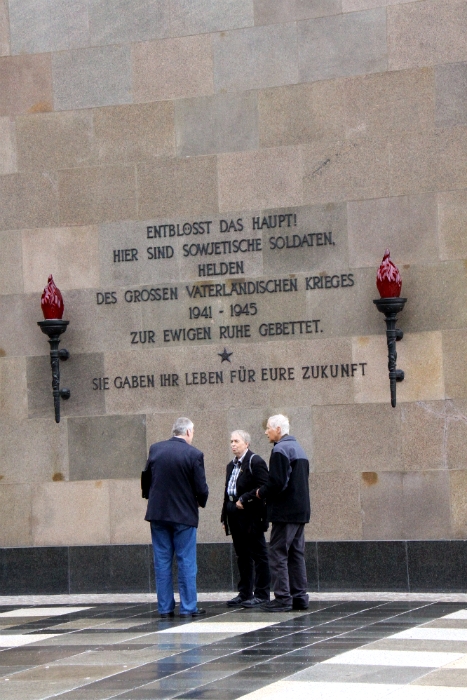 ENTBLÖSST DAS HAUPT!
HIER SIND SOWJETISCHE SOLDATEN,
HELDEN
DES GROSSEN VATERLÄNDISCHEN KRIEGES
1941 - 1945
ZUR EWIGEN RUHE GEBETTET.
SIE GABEN IHR LEBEN FÜR EURE ZUKUNFT